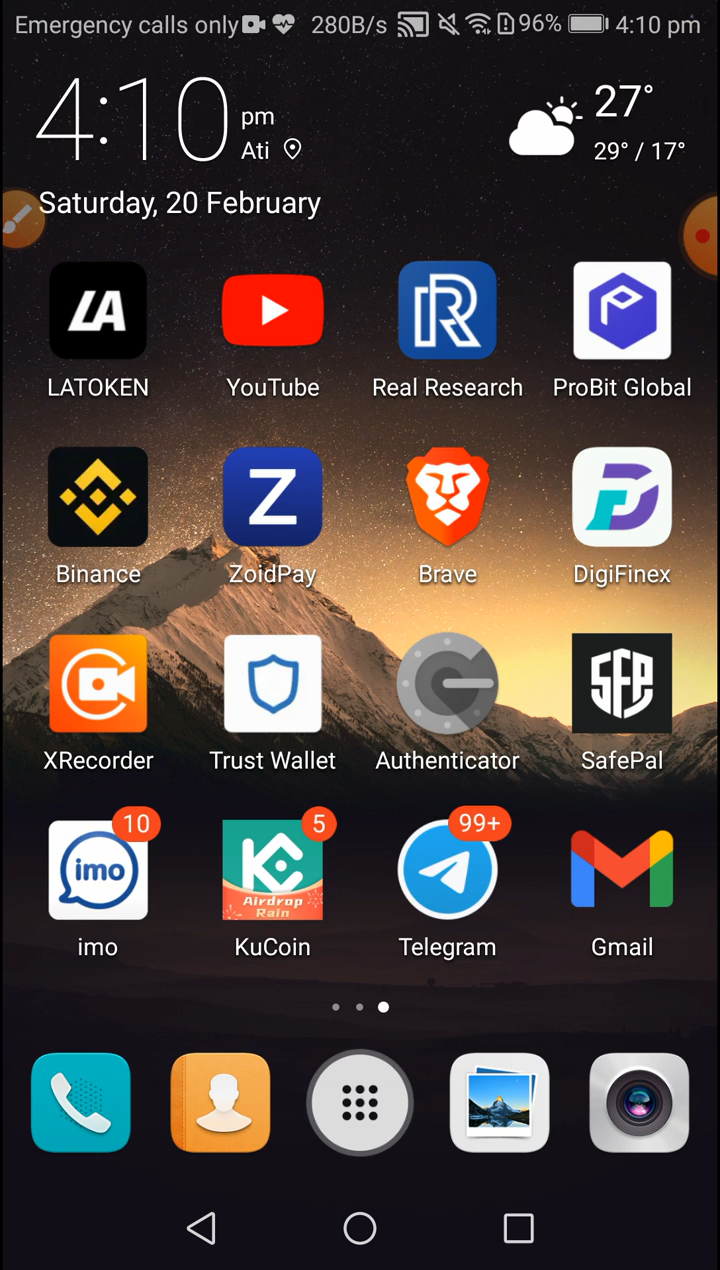 Emergency calls only 280B/s 96% 4:10 pm
4:10 pm
Ati
27°
29° / 17°
Saturday, 20 February
LATOKEN YouTube Real Research ProBit Global
Binance ZoidPay Brave DigiFinex
XRecorder Trust Wallet Authenticator SafePal
10 5 99+
imo
Airdrop
Rain
imo KuCoin Telegram Gmail